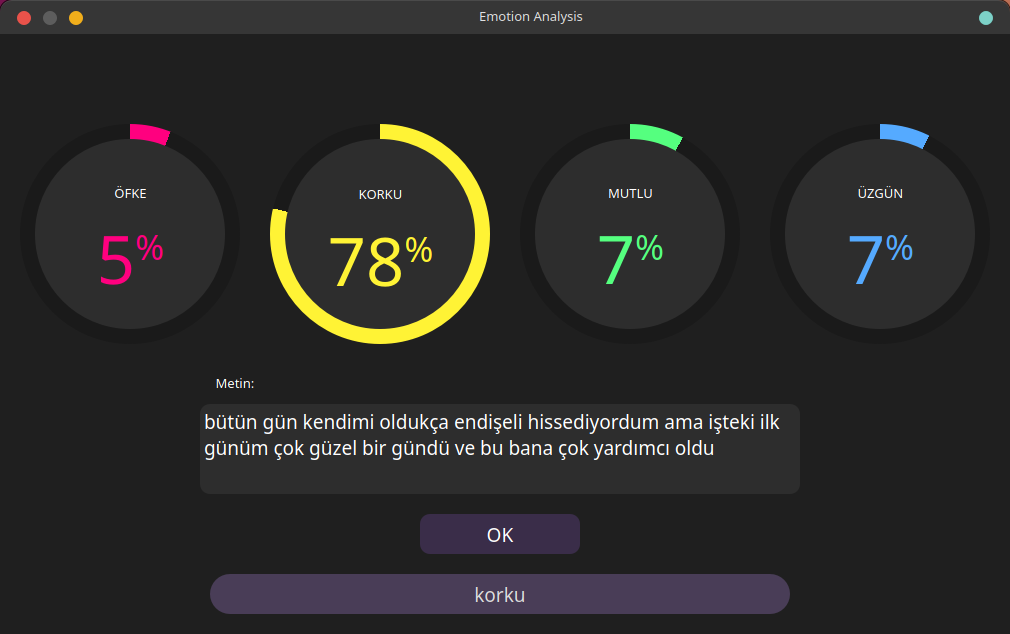 Emotion Analysis
ÖFKE
5%
KORKU
78%
MUTLU
7%
ÜZGÜN
7%
Metin:
bütün gün kendimi oldukça endişeli hissediyordum ama işteki ilk
günüm çok güzel bir gündü ve bu bana çok yardımcı oldu
OK
korku